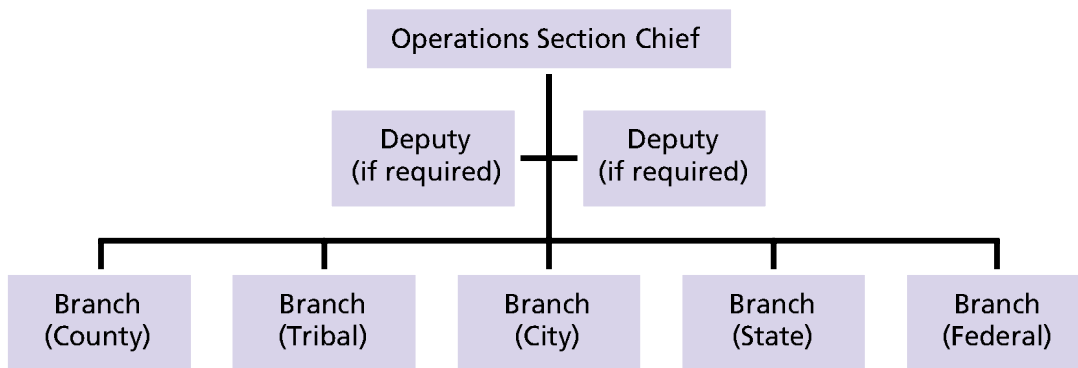 Operations Section Chief
Deputy
(if required)
Deputy
(if required)
Branch
(County)
Branch
(Tribal)
Branch
(City)
Branch
(State)
Branch
(Federal)